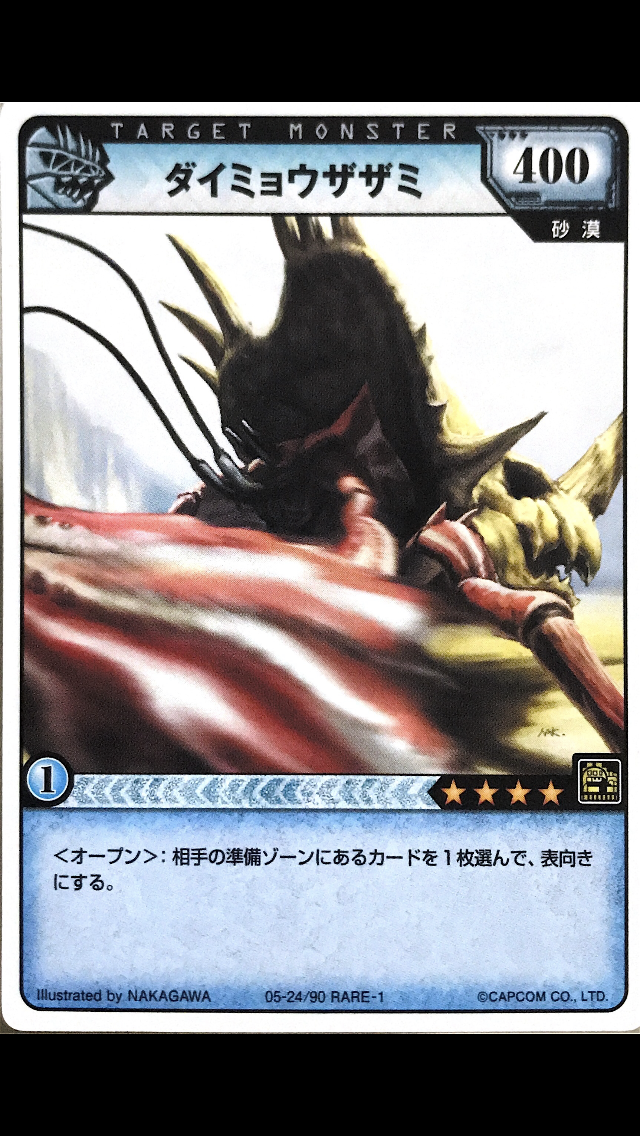 TARGET MONSTER
ダイミョウザザミ
400
砂漠
NAK.
1
＜オープン＞：相手の準備ゾーンにあるカードを１枚選んで、表向き
にする。
Illustrated by NAKAGAWA 05-24/90 RARE-1 ©CAPCOM CO., LTD.